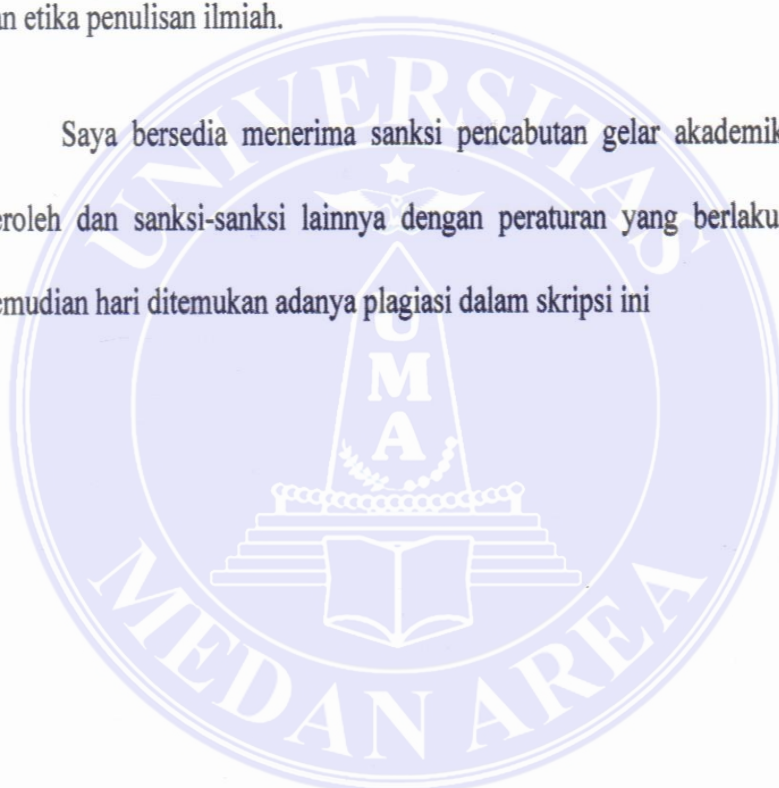 an etika penulisan ilmiah.
Saya bersedia menerima sanksi pencabutan gelar akademik
eroleh dan sanksi-sanksi lainnya dengan peraturan yang berlaku
emudian hari ditemukan adanya plagiasi dalam skripsi ini
UNIVERSITAS
UMA
MEDAN AREA